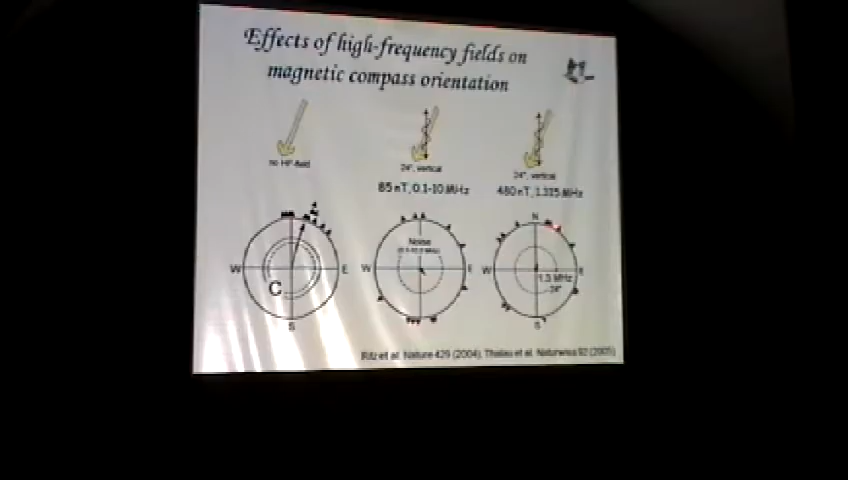 Effects of high-frequency fields on
magnetic compass orientation
no HF-field
24°, vertical
85 nT, 0.1-10 MHz
24°, vertical
480 nT, 1.315 MHz
W
E
S
C
W
Noise
E
N
W
E
S
1.3 MHz
24°
Ritz et al. Nature 429 (2004), Thalau et al. Naturwiss 92 (2005)